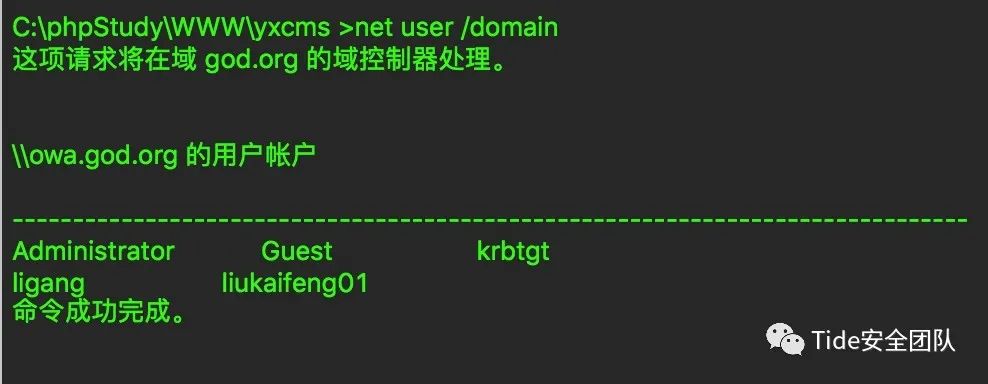 C:\phpStudy\WWW\yxcms >net user /domain
这项请求将在域 god.org 的域控制器处理。
\\owa.god.org 的用户帐户
-------------------------------------------------------------------------------
Administrator Guest krbtgt
ligang liukaifeng01
命令成功完成。
Tide安全团队